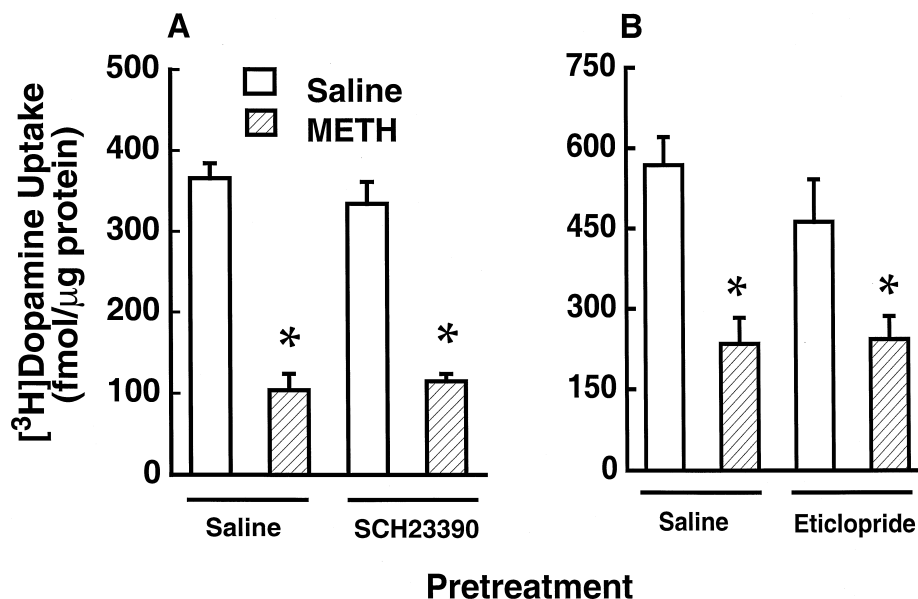 A
B
[³H]Dopamine Uptake
(fmol/µg protein)
500
400
300
200
100
0
Saline
METH
*
*
Saline
SCH23390
750
600
450
300
150
0
*
*
Saline
Eticlopride
Pretreatment